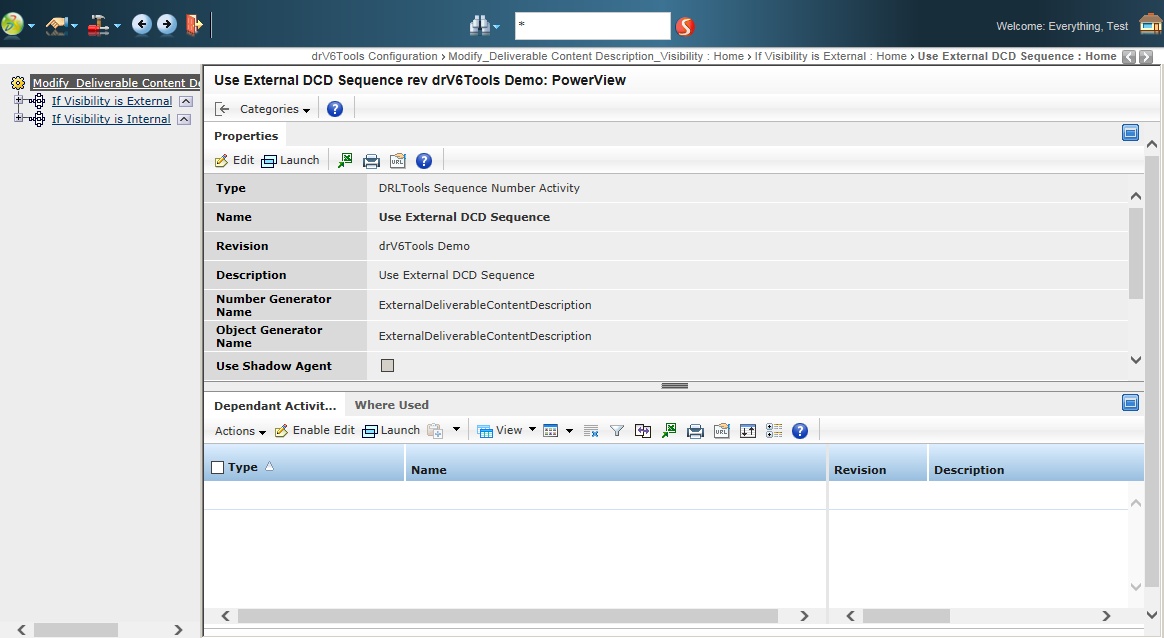 *
Welcome: Everything, Test
drV6Tools Configuration › Modify_Deliverable Content Description_Visibility : Home › If Visibility is External : Home › Use External DCD Sequence : Home
Modify_Deliverable Content De
If Visibility is External
If Visibility is Internal
Use External DCD Sequence rev drV6Tools Demo: PowerView
Categories
Properties
Edit Launch
Type DRLTools Sequence Number Activity
Name Use External DCD Sequence
Revision drV6Tools Demo
Description Use External DCD Sequence
Number Generator
Name ExternalDeliverableContentDescription
Object Generator
Name ExternalDeliverableContentDescription
Use Shadow Agent
Dependant Activit... Where Used
Actions Enable Edit Launch View
Type Name Revision Description